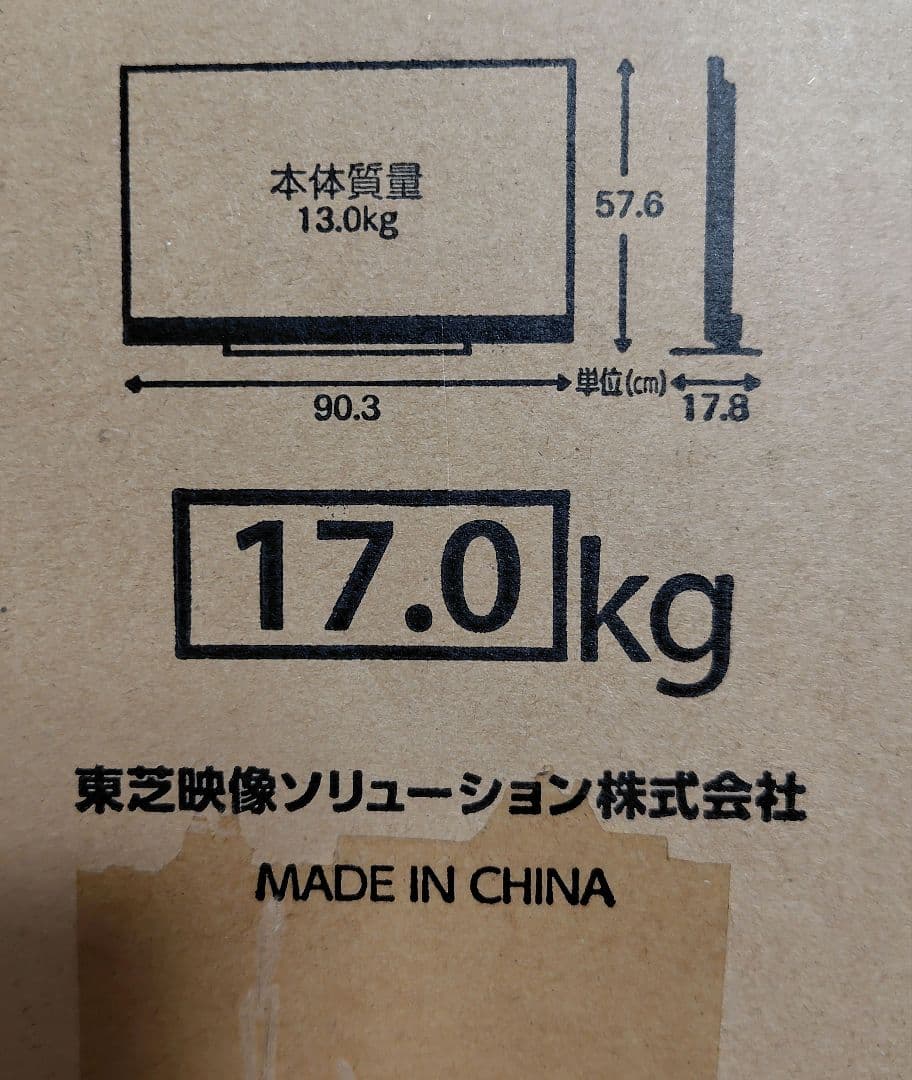 本体質量
13.0kg
57.6
単位(cm)
90.3
17.8
17.0kg
東芝映像ソリューション株式会社
MADE IN CHINA